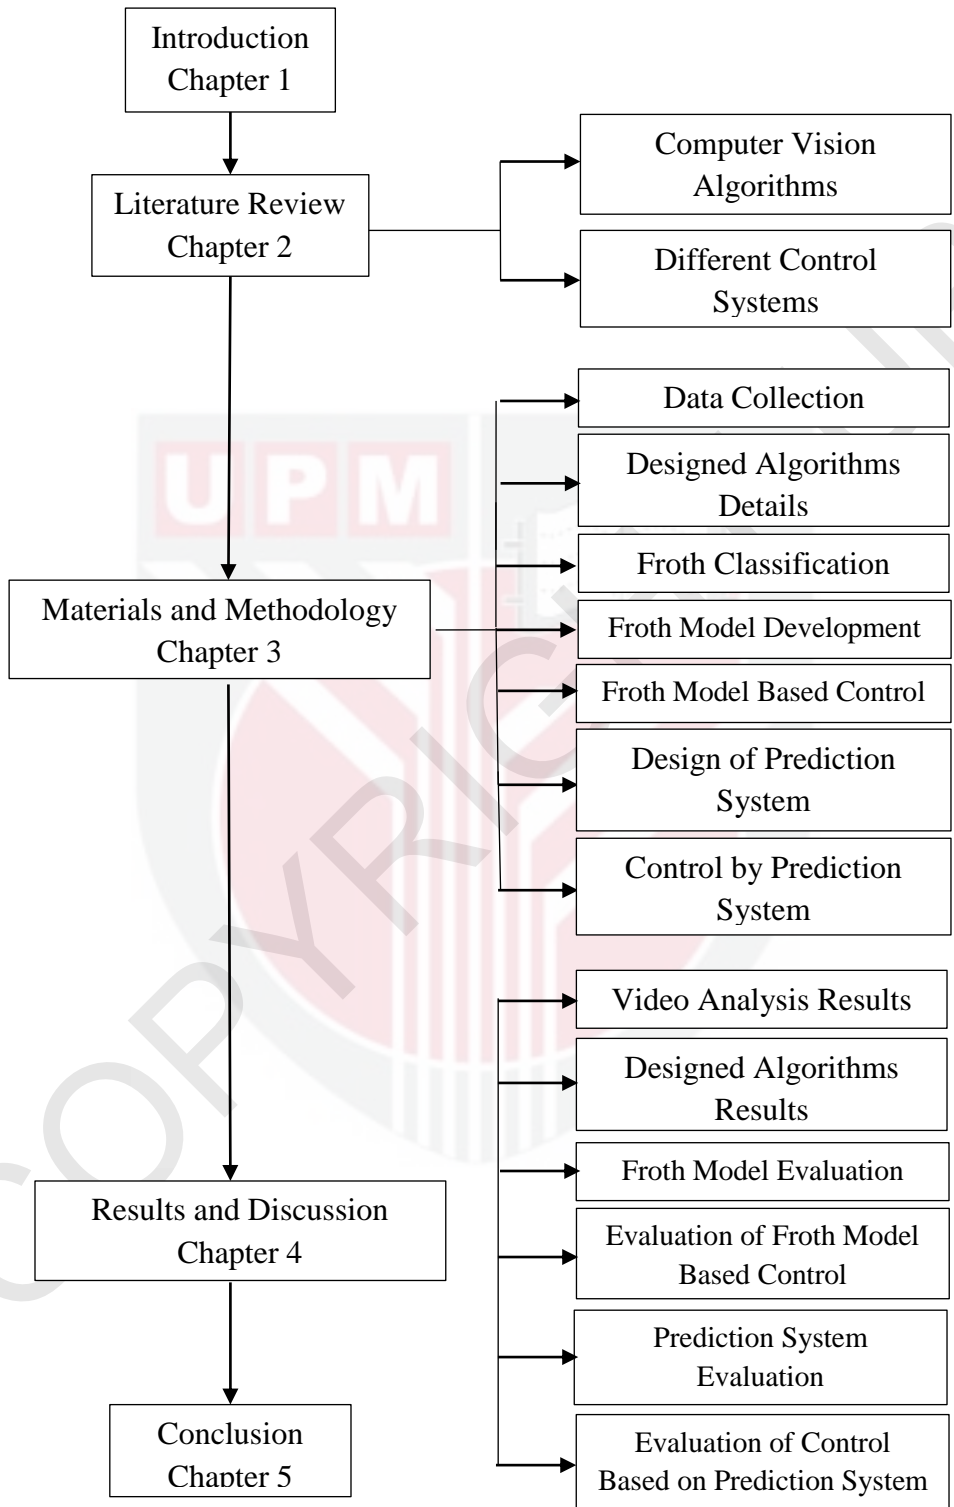 Introduction
Chapter 1
Literature Review
Chapter 2
Computer Vision
Algorithms
Different Control
Systems
Materials and Methodology
Chapter 3
Data Collection
Designed Algorithms
Details
Froth Classification
Froth Model Development
Froth Model Based Control
Design of Prediction
System
Control by Prediction
System
Results and Discussion
Chapter 4
Video Analysis Results
Designed Algorithms
Results
Froth Model Evaluation
Evaluation of Froth Model
Based Control
Prediction System
Evaluation
Evaluation of Control
Based on Prediction System
Conclusion
Chapter 5
UPM
COPYRIGHT UPM